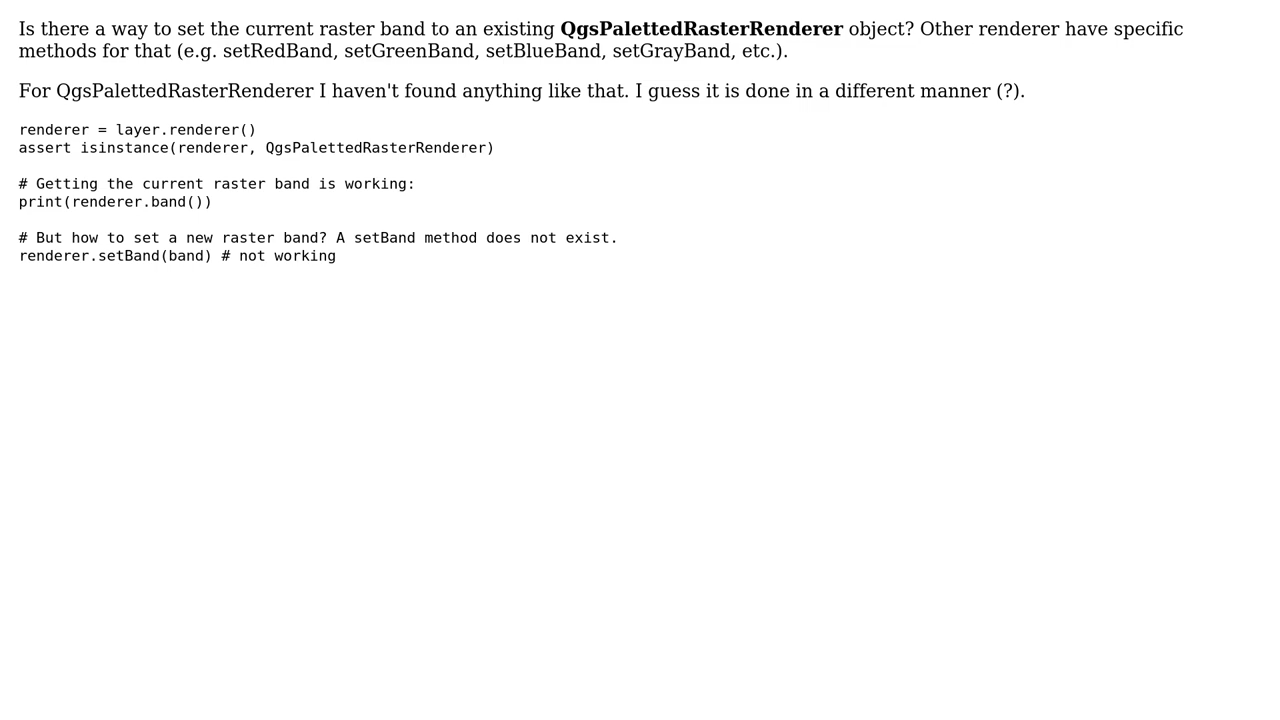 Is there a way to set the current raster band to an existing QgsPalettedRasterRenderer object? Other renderer have specific
methods for that (e.g. setRedBand, setGreenBand, setBlueBand, setGrayBand, etc.).
For QgsPalettedRasterRenderer I haven't found anything like that. I guess it is done in a different manner (?).
renderer = layer.renderer()
assert isinstance(renderer, QgsPalettedRasterRenderer)
# Getting the current raster band is working:
print(renderer.band())
# But how to set a new raster band? A setBand method does not exist.
renderer.setBand(band) # not working